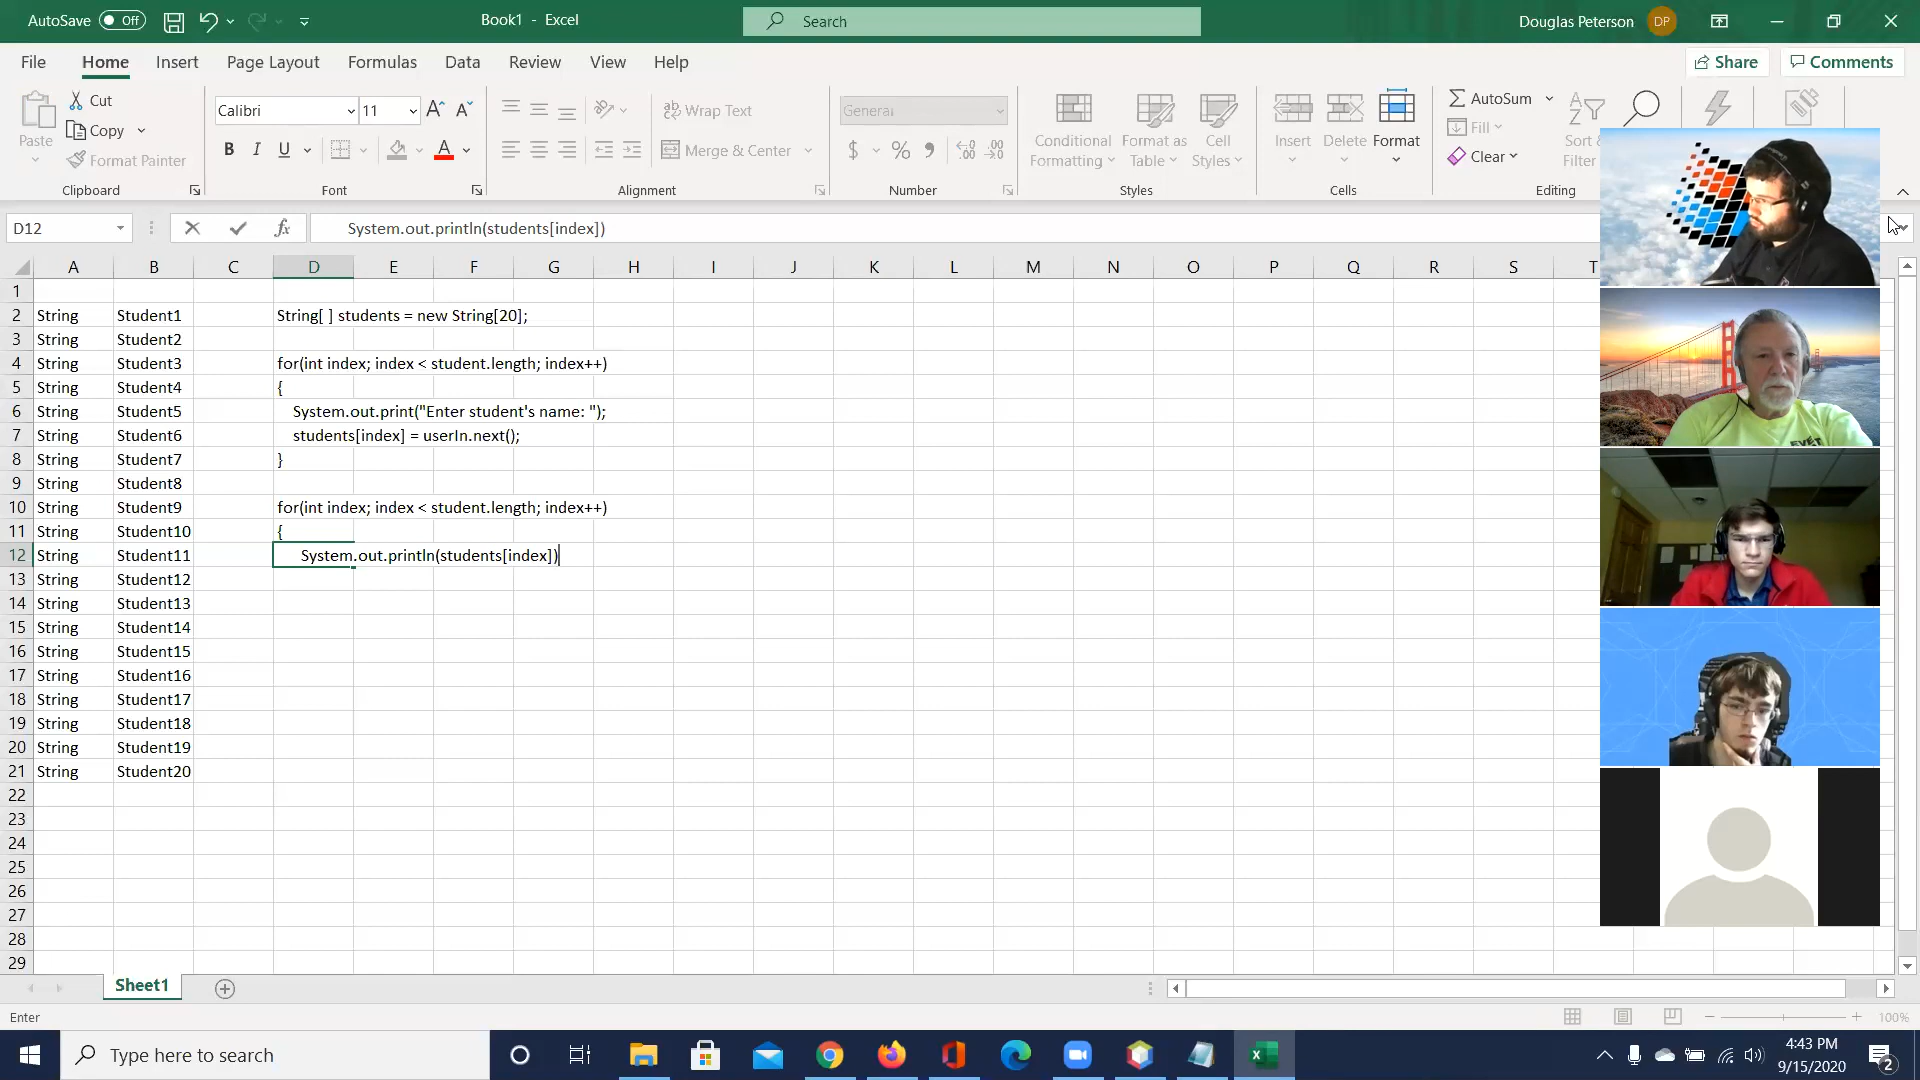 AutoSave Off Book1 - Excel Search Douglas Peterson DP
File Home Insert Page Layout Formulas Data Review View Help Share Comments
Paste Cut Copy Format Painter Clipboard
Calibri 11 A^ A˅ B I U A Font
ab Wrap Text Merge & Center Alignment
General $ % 9 Number
Conditional Formatting Format as Table Cell Styles Styles
Insert Delete Format Cells
AutoSum Fill Clear Sort & Filter Editing
D12 fx System.out.println(students[index])
A B C D E F G H I J K L M N O P Q R S T
1
2 String Student1 String[ ] students = new String[20];
3 String Student2
4 String Student3 for(int index; index < student.length; index++)
5 String Student4 {
6 String Student5 System.out.print("Enter student's name: ");
7 String Student6 students[index] = userIn.next();
8 String Student7 }
9 String Student8
10 String Student9 for(int index; index < student.length; index++)
11 String Student10 {
12 String Student11 System.out.println(students[index])
13 String Student12
14 String Student13
15 String Student14
16 String Student15
17 String Student16
18 String Student17
19 String Student18
20 String Student19
21 String Student20
22
23
24
25
26
27
28
29
Sheet1
Enter 100%
Type here to search 4:43 PM
9/15/2020 2